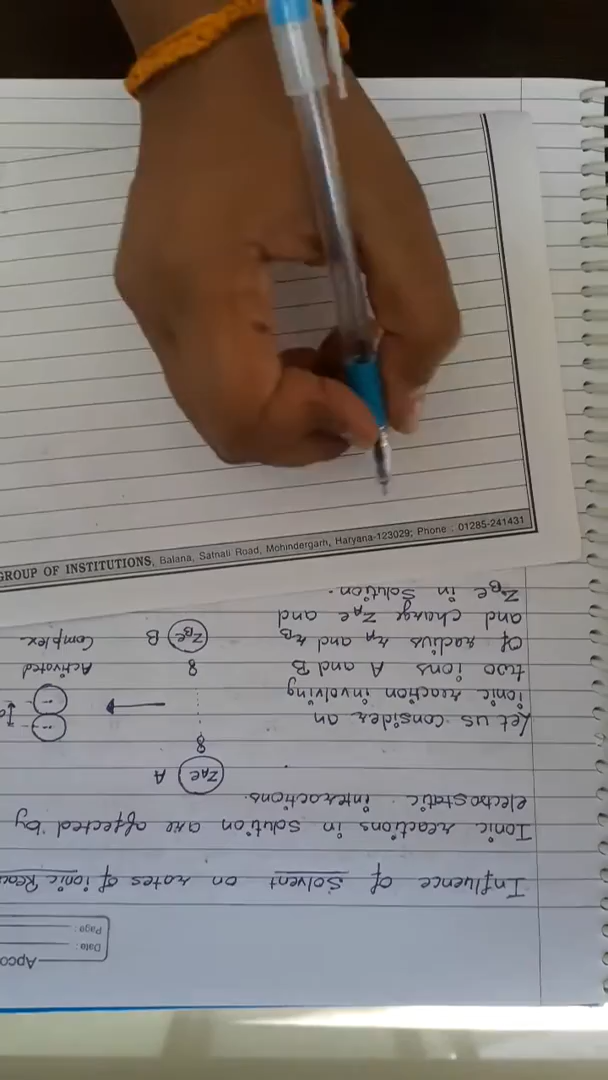 Apco
Date:
Page:
Influence of Solvent on rates of ionic Reac
Ionic reactions in solution are affected by
electrostatic interactions.
Let us consider an
ionic reaction involving
two ions A and B
of radius rA and rB
and charge ZAe and
ZBe in Solution.
ZAe A
ZBe B
Activated
Complex
GROUP OF INSTITUTIONS, Balana, Satnali Road, Mohindergarh, Haryana-123029; Phone : 01285-241431